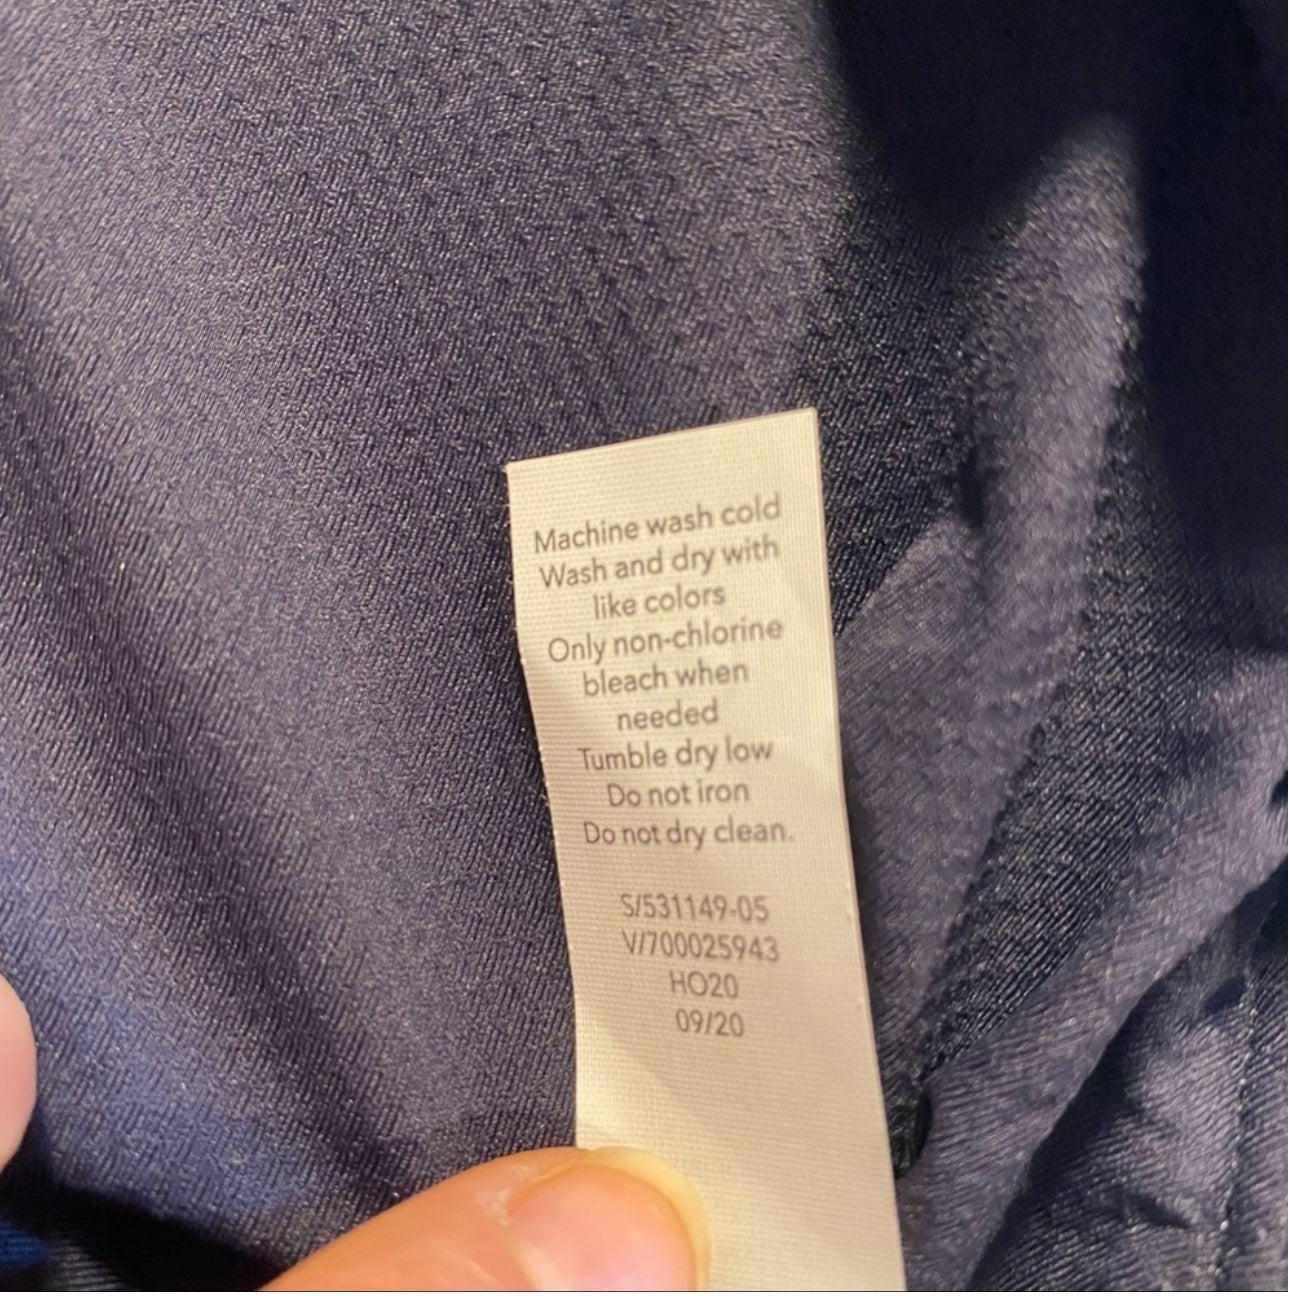 Machine wash cold
Wash and dry with
like colors
Only non-chlorine
bleach when
needed
Tumble dry low
Do not iron
Do not dry clean.
S/531149-05
V/700025943
HO20
09/20